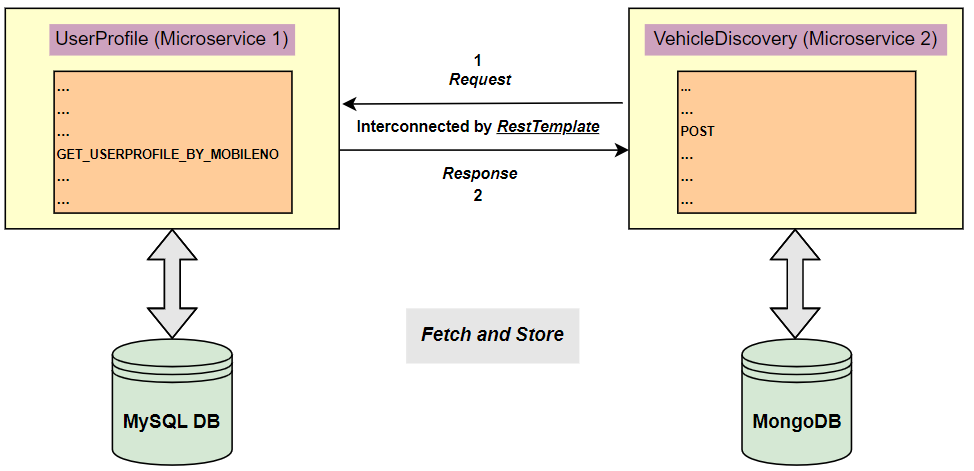 UserProfile (Microservice 1)
...
...
...
GET_USERPROFILE_BY_MOBILENO
...
...
1
Request
Interconnected by RestTemplate
Response
2
VehicleDiscovery (Microservice 2)
...
...
POST
...
...
...
Fetch and Store
MySQL DB
MongoDB